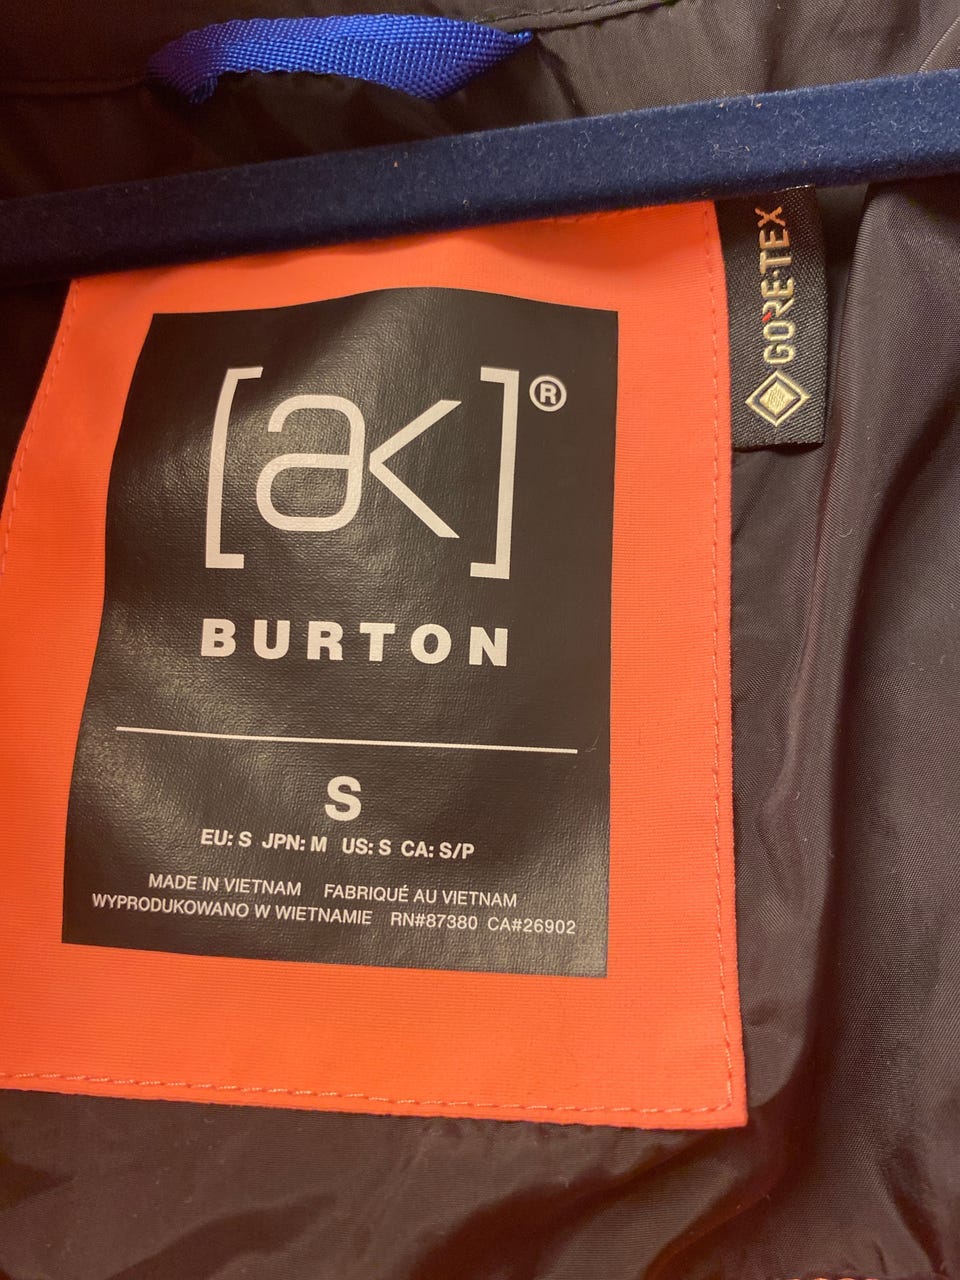 [ak]®
BURTON
S
EU: S JPN: M US: S CA: S/P
MADE IN VIETNAM FABRIQUÉ AU VIETNAM
WYPRODUKOWANO W WIETNAMIE RN#87380 CA#26902
GORE-TEX